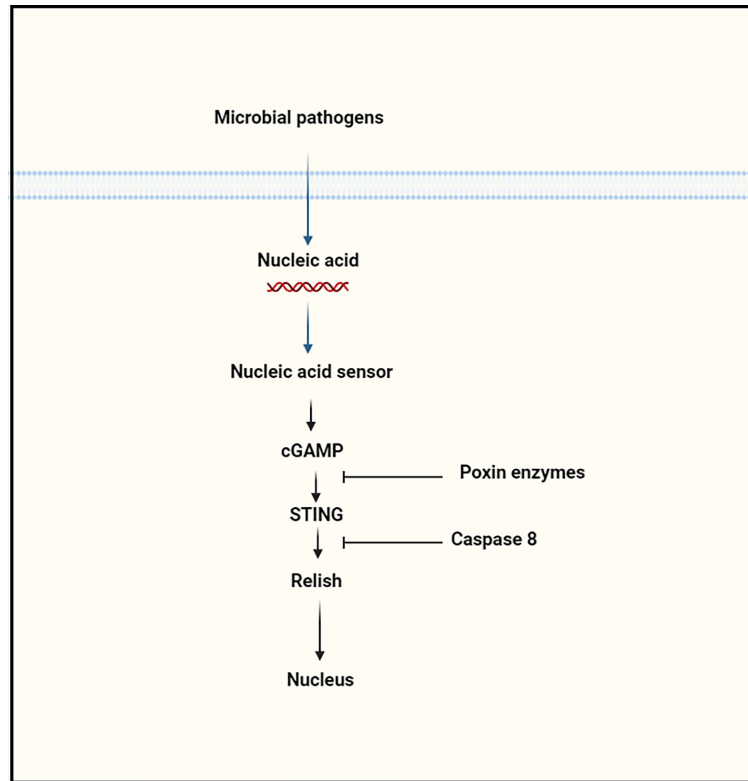 Microbial pathogens
Nucleic acid
Nucleic acid sensor
cGAMP
Poxin enzymes
STING
Caspase 8
Relish
Nucleus